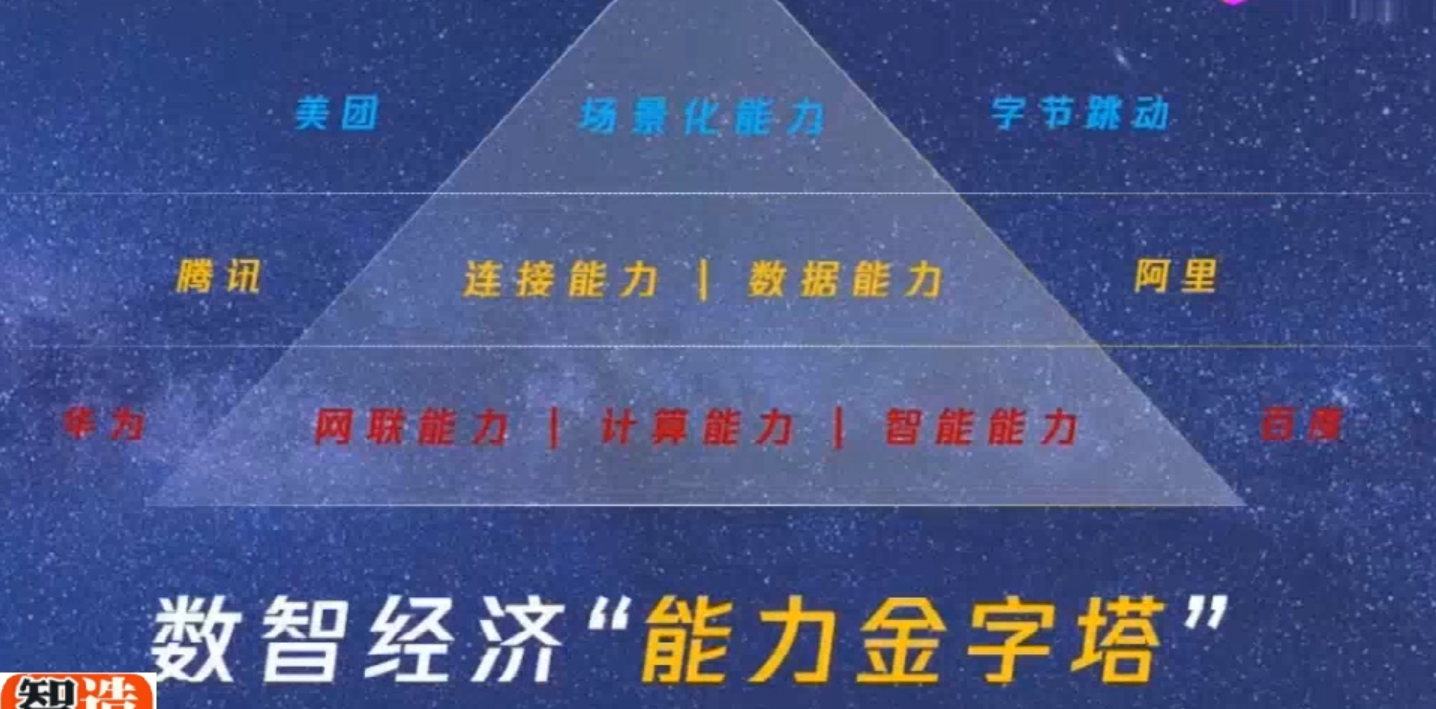 美团 场景化能力 字节跳动
腾讯 连接能力 | 数据能力 阿里
华为 网联能力 | 计算能力 | 智能能力 百度
数智经济“能力金字塔”
智造